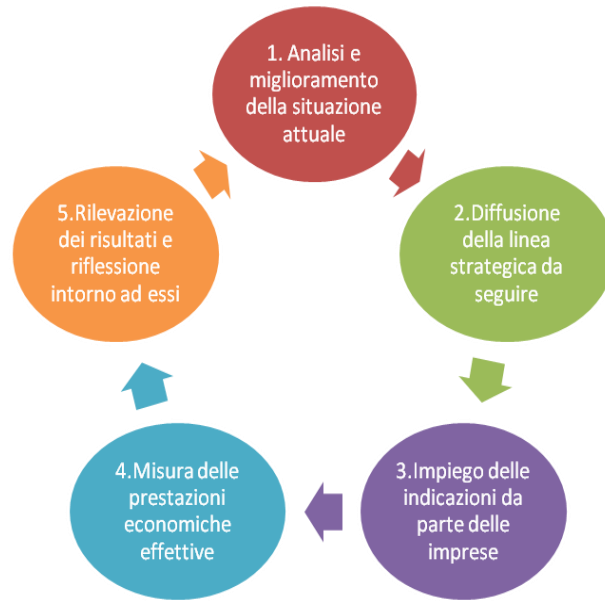 1. Analisi e
miglioramento
della situazione
attuale
2.Diffusione
della linea
strategica da
seguire
3.Impiego delle
indicazioni da
parte delle
imprese
4.Misura delle
prestazioni
economiche
effettive
5.Rilevazione
dei risultati e
riflessione
intorno ad essi